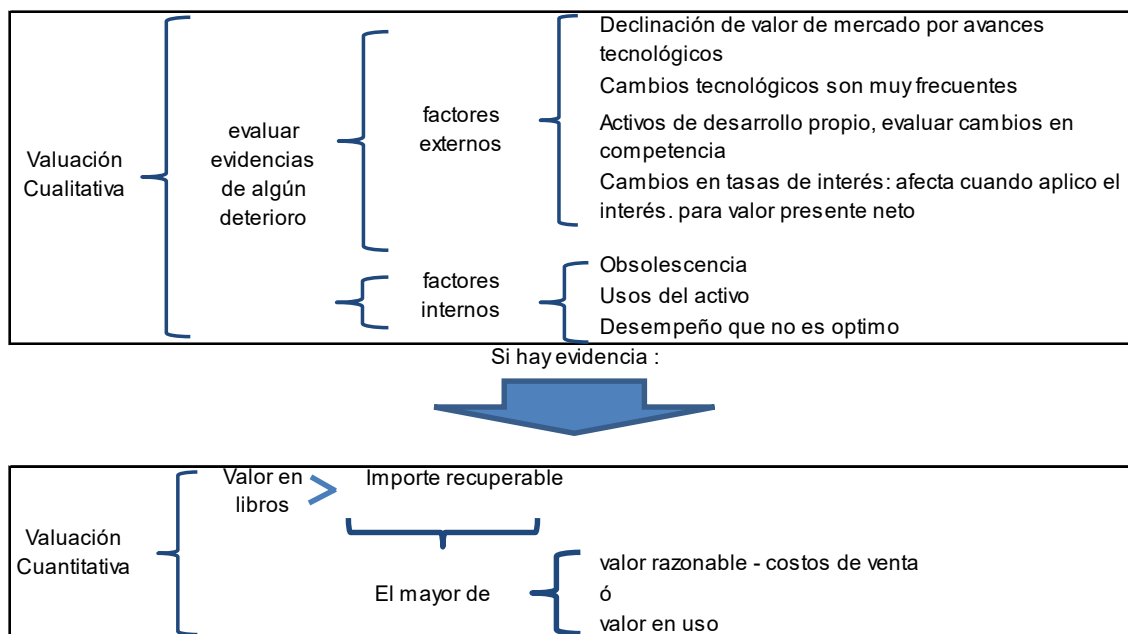 Valuación
Cualitativa
evaluar
evidencias
de algún
deterioro
factores
externos
Declinación de valor de mercado por avances
tecnológicos
Cambios tecnológicos son muy frecuentes
Activos de desarrollo propio, evaluar cambios en
competencia
Cambios en tasas de interés: afecta cuando aplico el
interés. para valor presente neto
factores
internos
Obsolescencia
Usos del activo
Desempeño que no es optimo
Si hay evidencia :
Valuación
Cuantitativa
Valor en
libros
>
Importe recuperable
El mayor de
valor razonable - costos de venta
ó
valor en uso